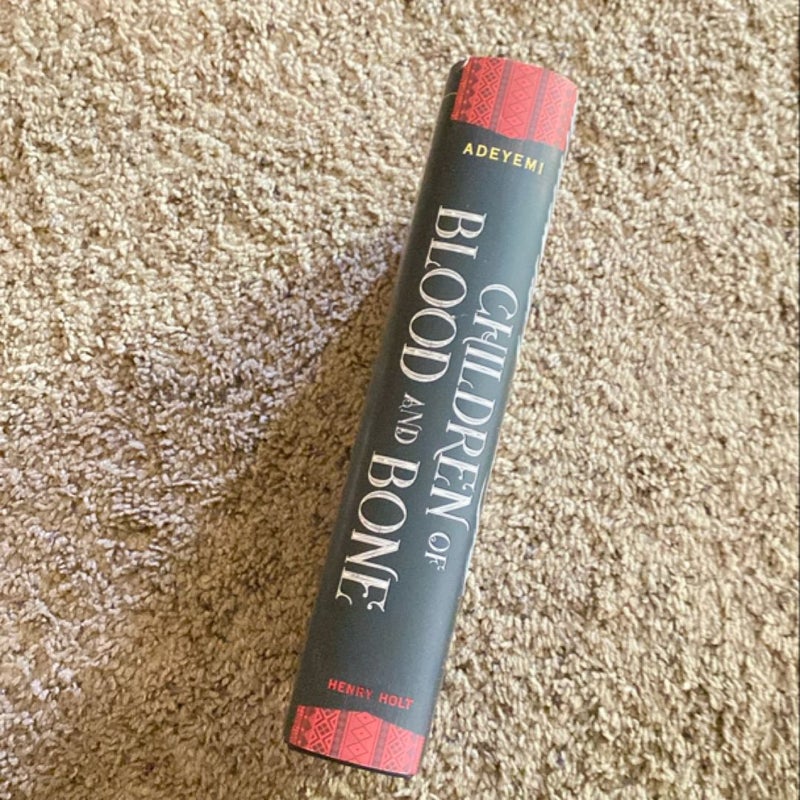 ADEYEMI
CHILDREN OF
BLOOD AND BONE
HENRY HOLT